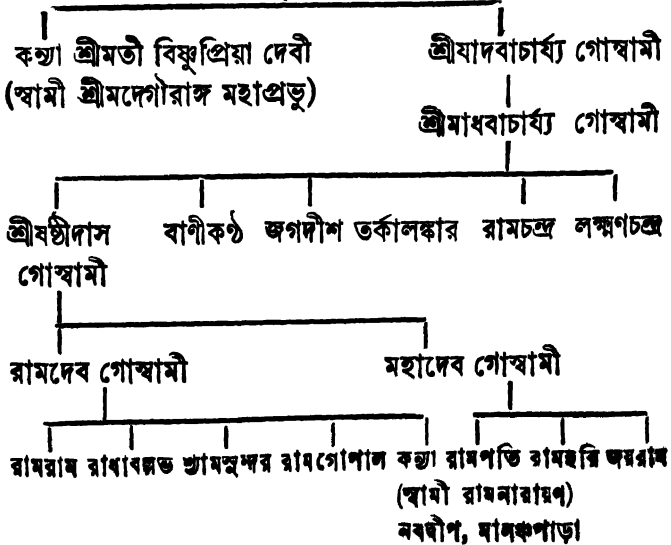 কন্যা শ্রীমতী বিষ্ণুপ্রিয়া দেবী শ্রীযাদবাচার্য্য গোস্বামী
(স্বামী শ্রীমদ্গৌরাঙ্গ মহাপ্রভু)
শ্রীমাধবাচার্য্য গোস্বামী
শ্রীষষ্ঠীদাস বাণীকণ্ঠ জগদীশ তর্কালঙ্কার রামচন্দ্র লক্ষ্মণচন্দ্র
গোস্বামী
রামদেব গোস্বামী মহাদেব গোস্বামী
রামরাম রাধাবল্লভ শ্যামসুন্দর রামগোপাল কন্যা রামপতি রামহরি জয়রাম
(স্বামী রামনারায়ণ)
নবদ্বীপ, মালঞ্চপাড়া